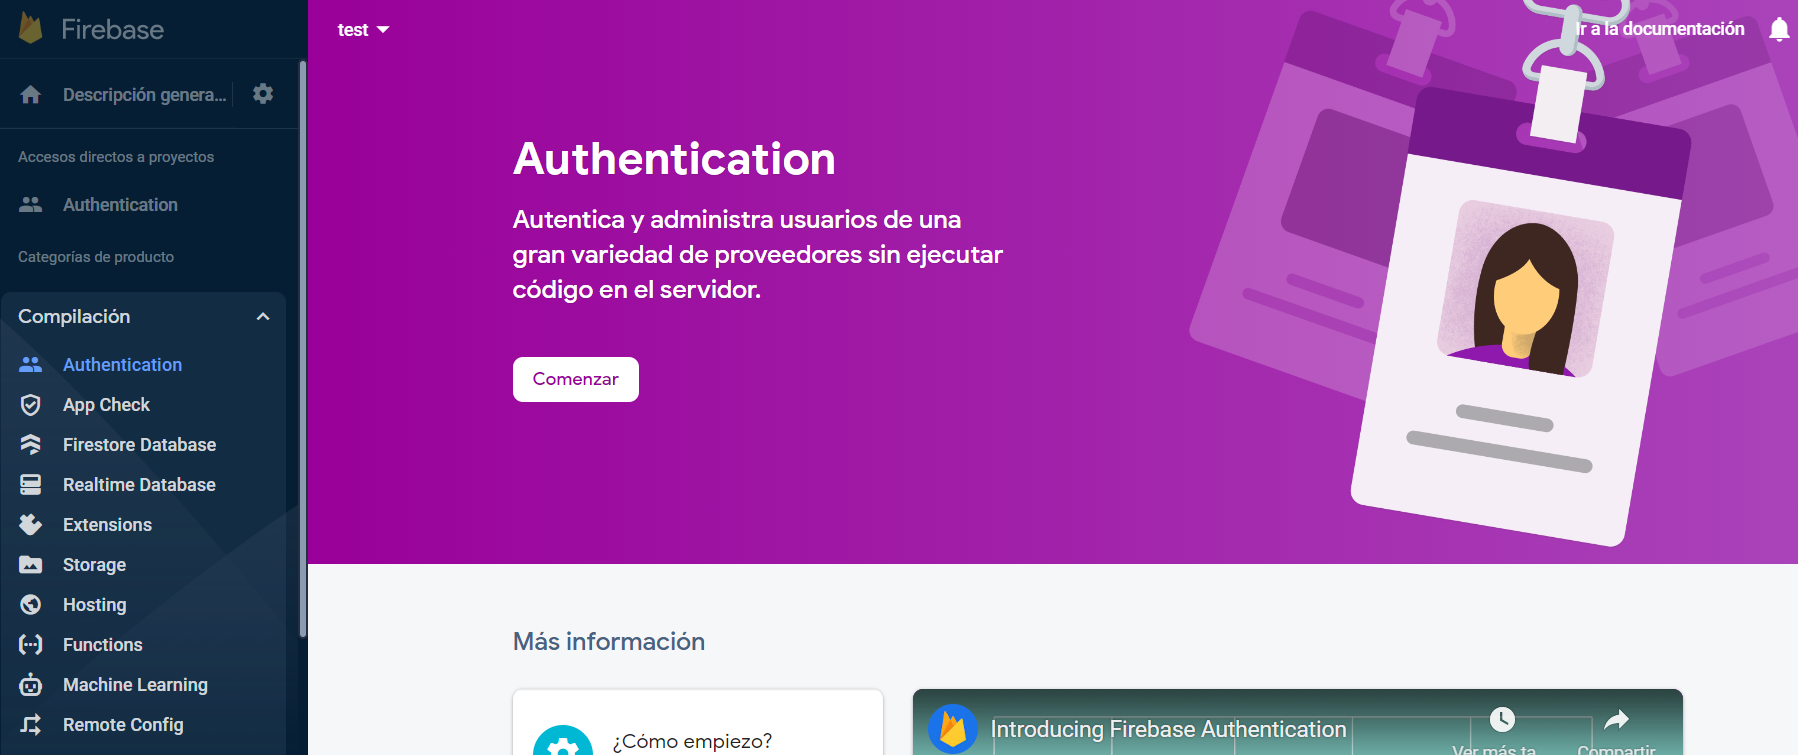 Firebase
Descripción genera...
Accesos directos a proyectos
Authentication
Categorías de producto
Compilación
Authentication
App Check
Firestore Database
Realtime Database
Extensions
Storage
Hosting
Functions
Machine Learning
Remote Config
test
Ir a la documentación
Authentication
Autentica y administra usuarios de una
gran variedad de proveedores sin ejecutar
código en el servidor.
Comenzar
Más información
¿Cómo empiezo?
Introducing Firebase Authentication
Ver más ta
Compartir